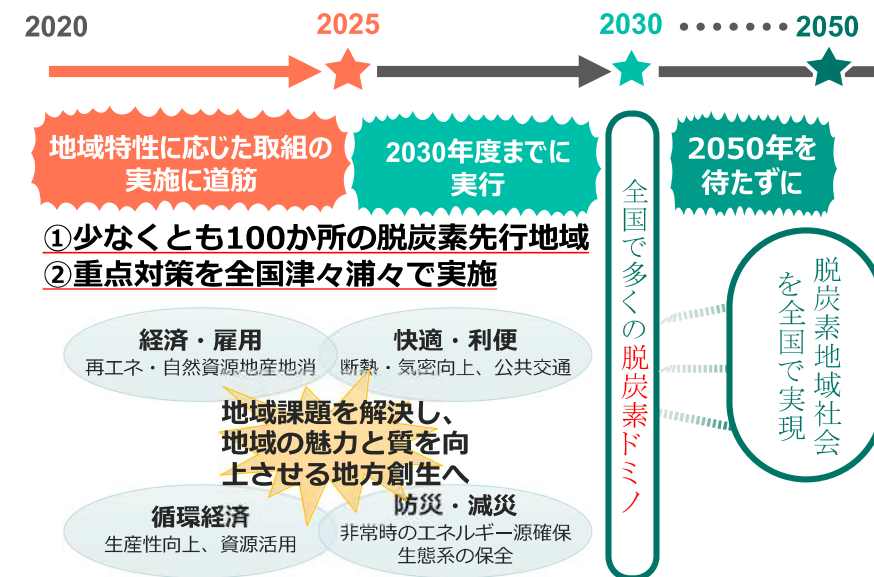 2020
2025
2030
2050
地域特性に応じた取組の
実施に道筋
2030年度までに
実行
2050年を
待たずに
①少なくとも100か所の脱炭素先行地域
②重点対策を全国津々浦々で実施
経済・雇用
再エネ・自然資源地産地消
快適・利便
断熱・気密向上、公共交通
地域課題を解決し、
地域の魅力と質を向
上させる地方創生へ
循環経済
生産性向上、資源活用
防災・減災
非常時のエネルギー源確保
生態系の保全
全国で多くの脱炭素ドミノ
脱炭素地域社会
を全国で実現